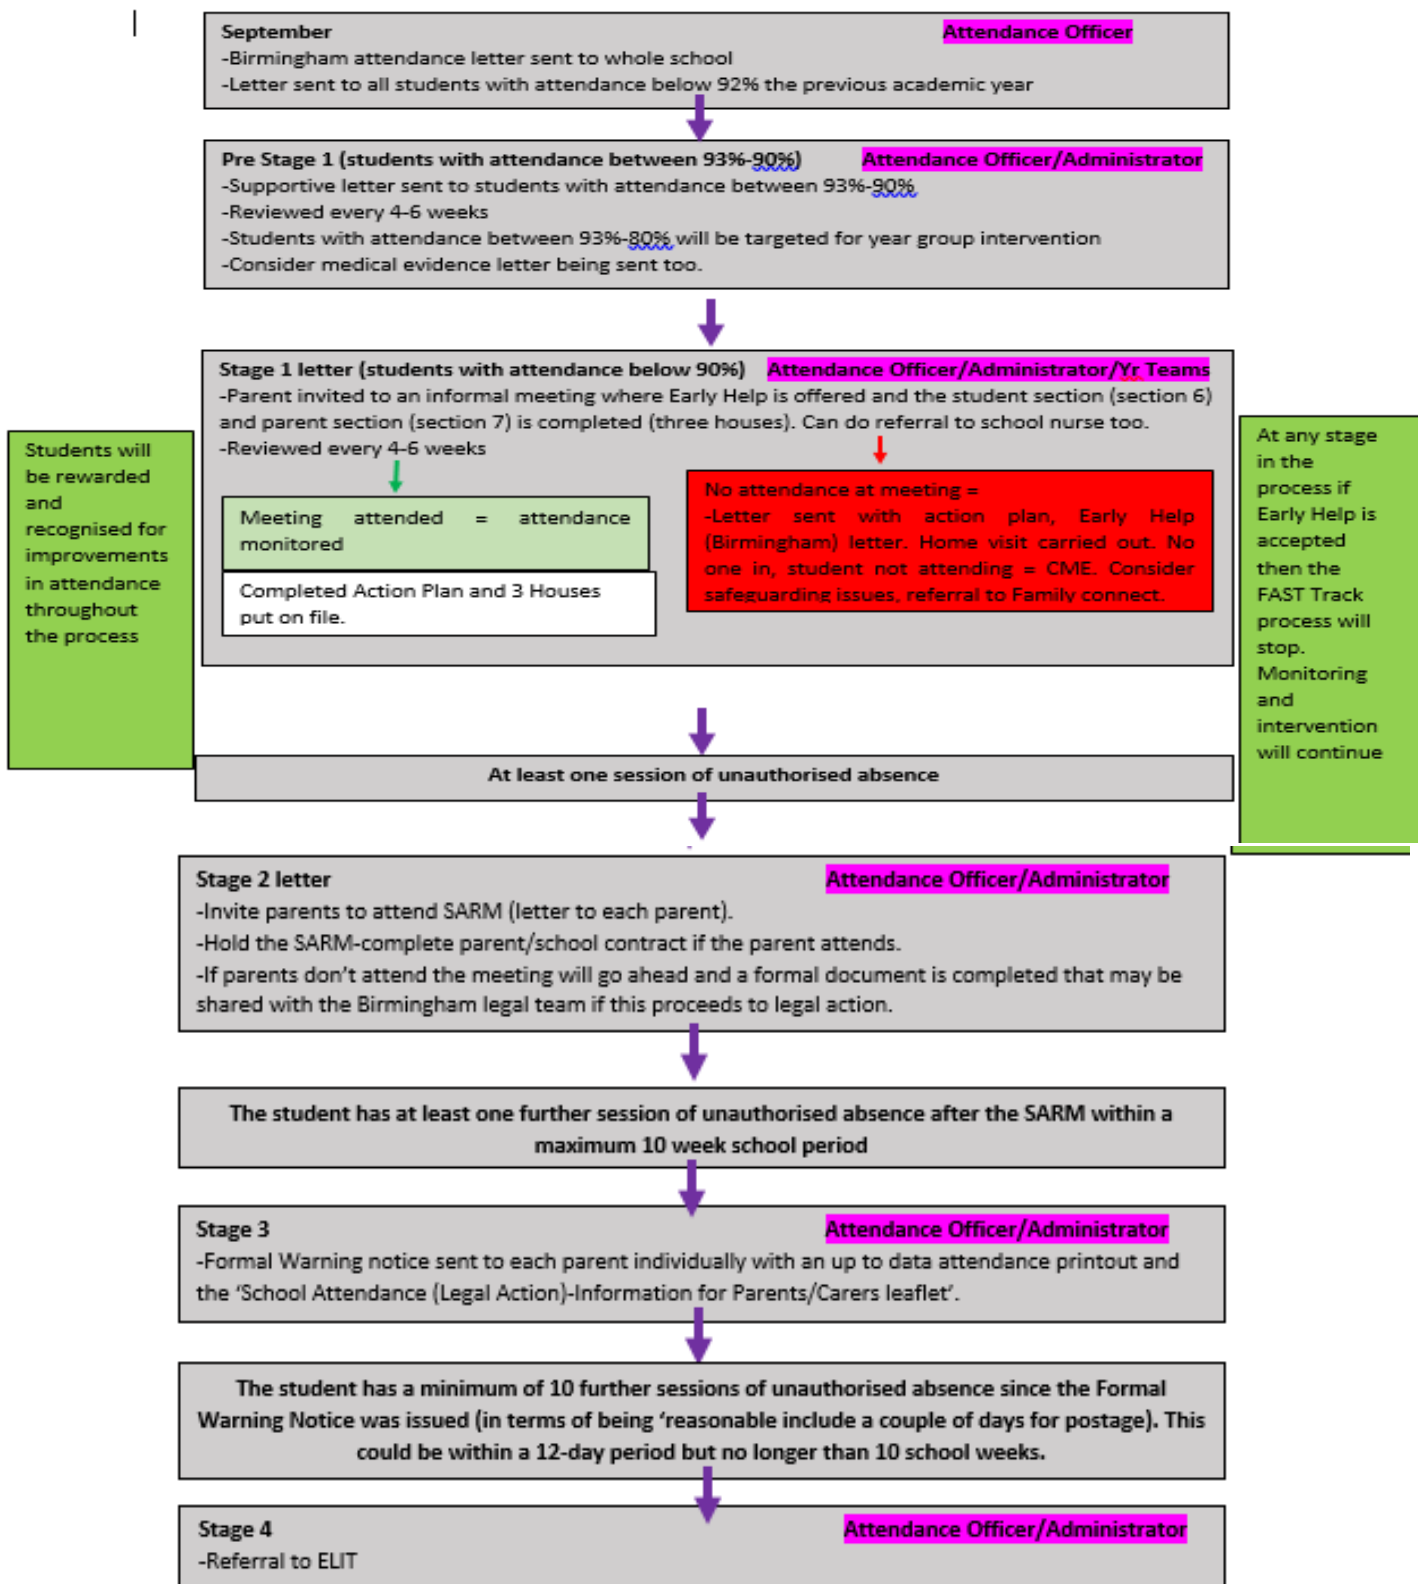 September Attendance Officer
-Birmingham attendance letter sent to whole school
-Letter sent to all students with attendance below 92% the previous academic year
Pre Stage 1 (students with attendance between 93%-90%) Attendance Officer/Administrator
-Supportive letter sent to students with attendance between 93%-90%
-Reviewed every 4-6 weeks
-Students with attendance between 93%-80% will be targeted for year group intervention
-Consider medical evidence letter being sent too.
Stage 1 letter (students with attendance below 90%) Attendance Officer/Administrator/Yr Teams
-Parent invited to an informal meeting where Early Help is offered and the student section (section 6)
and parent section (section 7) is completed (three houses). Can do referral to school nurse too.
-Reviewed every 4-6 weeks
Meeting attended = attendance
monitored
Completed Action Plan and 3 Houses
put on file.
No attendance at meeting =
-Letter sent with action plan, Early Help
(Birmingham) letter. Home visit carried out. No
one in, student not attending = CME. Consider
safeguarding issues, referral to Family connect.
Students will
be rewarded
and
recognised for
improvements
in attendance
throughout
the process
At any stage
in the
process if
Early Help is
accepted
then the
FAST Track
process will
stop.
Monitoring
and
intervention
will continue
At least one session of unauthorised absence
Stage 2 letter Attendance Officer/Administrator
-Invite parents to attend SARM (letter to each parent).
-Hold the SARM-complete parent/school contract if the parent attends.
-If parents don't attend the meeting will go ahead and a formal document is completed that may be
shared with the Birmingham legal team if this proceeds to legal action.
The student has at least one further session of unauthorised absence after the SARM within a
maximum 10 week school period
Stage 3 Attendance Officer/Administrator
-Formal Warning notice sent to each parent individually with an up to data attendance printout and
the 'School Attendance (Legal Action)-Information for Parents/Carers leaflet'.
The student has a minimum of 10 further sessions of unauthorised absence since the Formal
Warning Notice was issued (in terms of being 'reasonable include a couple of days for postage). This
could be within a 12-day period but no longer than 10 school weeks.
Stage 4 Attendance Officer/Administrator
-Referral to ELIT